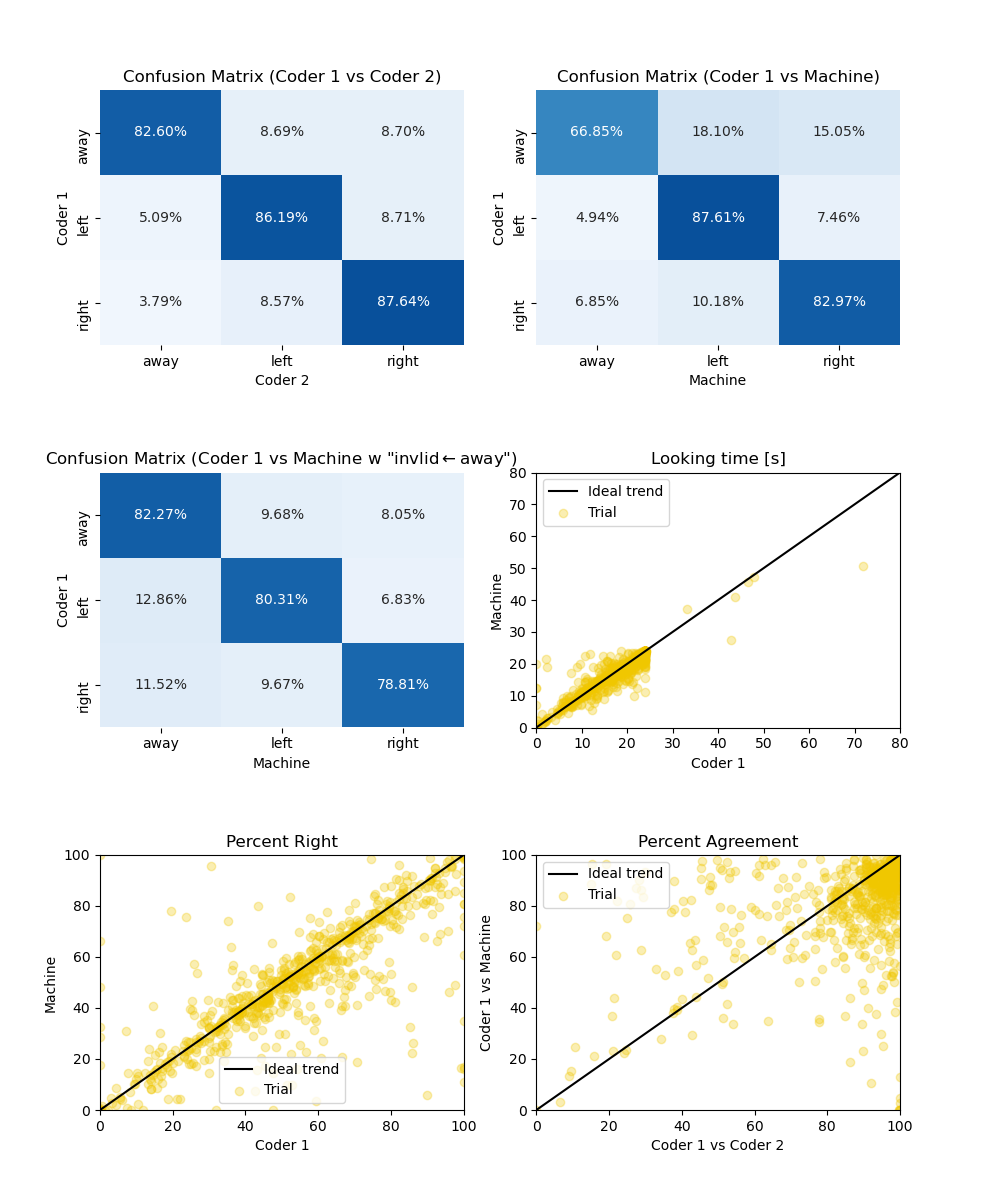 Confusion Matrix (Coder 1 vs Coder 2)
away
left
right
Coder 1
82.60% 8.69% 8.70%
5.09% 86.19% 8.71%
3.79% 8.57% 87.64%
away left right
Coder 2
Confusion Matrix (Coder 1 vs Machine)
away
left
right
Coder 1
66.85% 18.10% 15.05%
4.94% 87.61% 7.46%
6.85% 10.18% 82.97%
away left right
Machine
Confusion Matrix (Coder 1 vs Machine w "invlid←away")
away
left
right
Coder 1
82.27% 9.68% 8.05%
12.86% 80.31% 6.83%
11.52% 9.67% 78.81%
away left right
Machine
Looking time [s]
Ideal trend
Trial
Machine
80
70
60
50
40
30
20
10
0
0 10 20 30 40 50 60 70 80
Coder 1
Percent Right
Machine
100
80
60
40
20
0
Ideal trend
Trial
0 20 40 60 80 100
Coder 1
Percent Agreement
Ideal trend
Trial
Coder 1 vs Machine
100
80
60
40
20
0
0 20 40 60 80 100
Coder 1 vs Coder 2